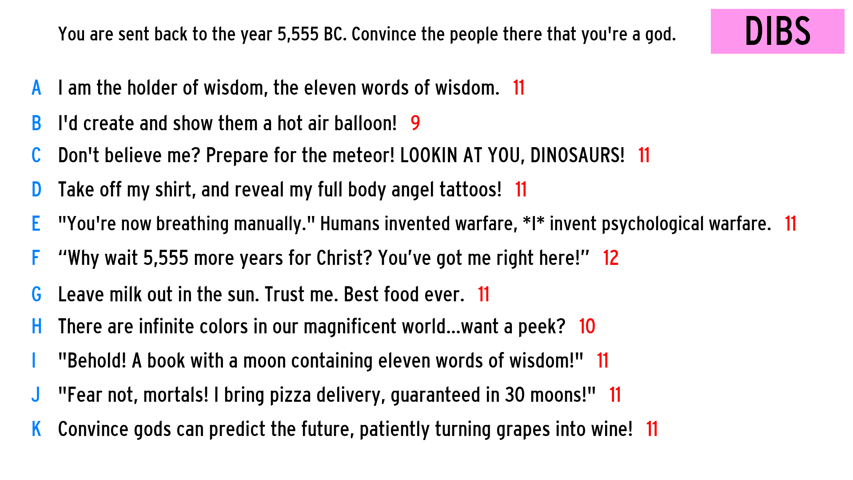 You are sent back to the year 5,555 BC. Convince the people there that you're a god.
DIBS
A I am the holder of wisdom, the eleven words of wisdom. 11
B I'd create and show them a hot air balloon! 9
C Don't believe me? Prepare for the meteor! LOOKIN AT YOU, DINOSAURS! 11
D Take off my shirt, and reveal my full body angel tattoos! 11
E "You're now breathing manually." Humans invented warfare, *I* invent psychological warfare. 11
F “Why wait 5,555 more years for Christ? You’ve got me right here!” 12
G Leave milk out in the sun. Trust me. Best food ever. 11
H There are infinite colors in our magnificent world...want a peek? 10
I "Behold! A book with a moon containing eleven words of wisdom!" 11
J "Fear not, mortals! I bring pizza delivery, guaranteed in 30 moons!" 11
K Convince gods can predict the future, patiently turning grapes into wine! 11